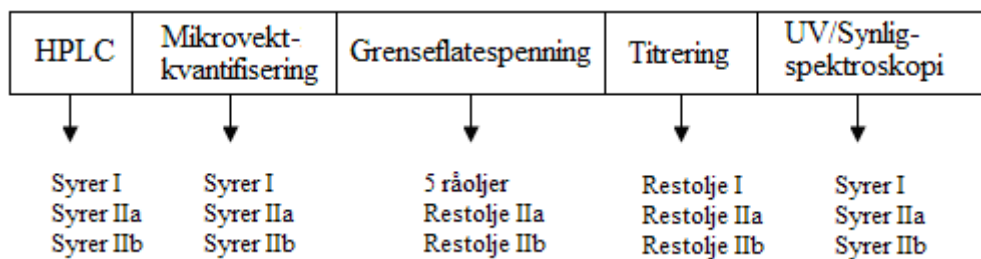 HPLC
Mikrovekt-
kvantifisering
Grenseflatespenning
Titrering
UV/Synlig-
spektroskopi
Syrer I
Syrer IIa
Syrer IIb
Syrer I
Syrer IIa
Syrer IIb
5 råoljer
Restolje IIa
Restolje IIb
Restolje I
Restolje IIa
Restolje IIb
Syrer I
Syrer IIa
Syrer IIb